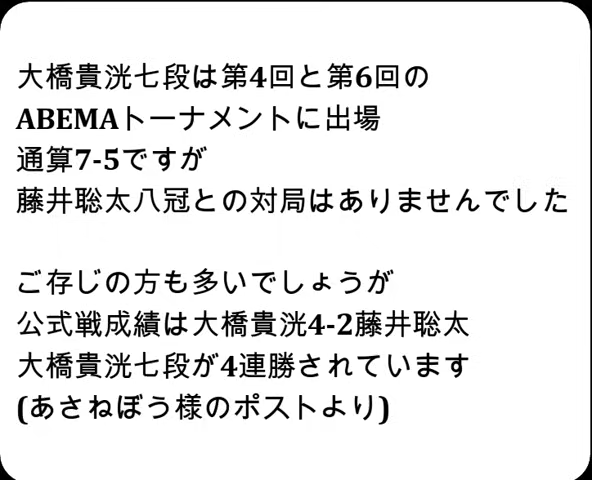 大橋貴洸七段は第4回と第6回の
ABEMAトーナメントに出場
通算7-5ですが
藤井聡太八冠との対局はありませんでした
ご存じの方も多いでしょうが
公式戦成績は大橋貴洸4-2藤井聡太
大橋貴洸七段が4連勝されています
(あさねぼう様のポストより)